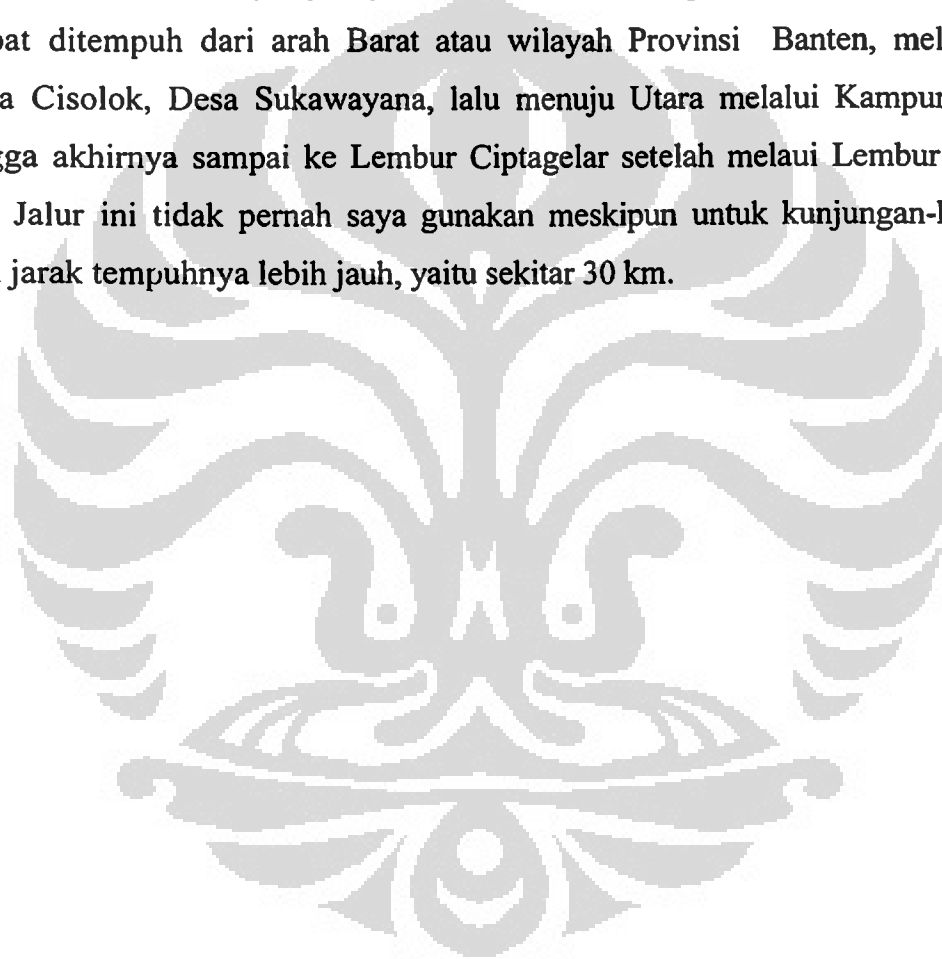 pat ditempuh dari arah Barat atau wilayah Provinsi Banten, mel
a Cisolok, Desa Sukawayana, lalu menuju Utara melalui Kampun
gga akhirnya sampai ke Lembur Ciptagelar setelah melaui Lembur
Jalur ini tidak pernah saya gunakan meskipun untuk kunjungan-
jarak tempuhnya lebih jauh, yaitu sekitar 30 km.